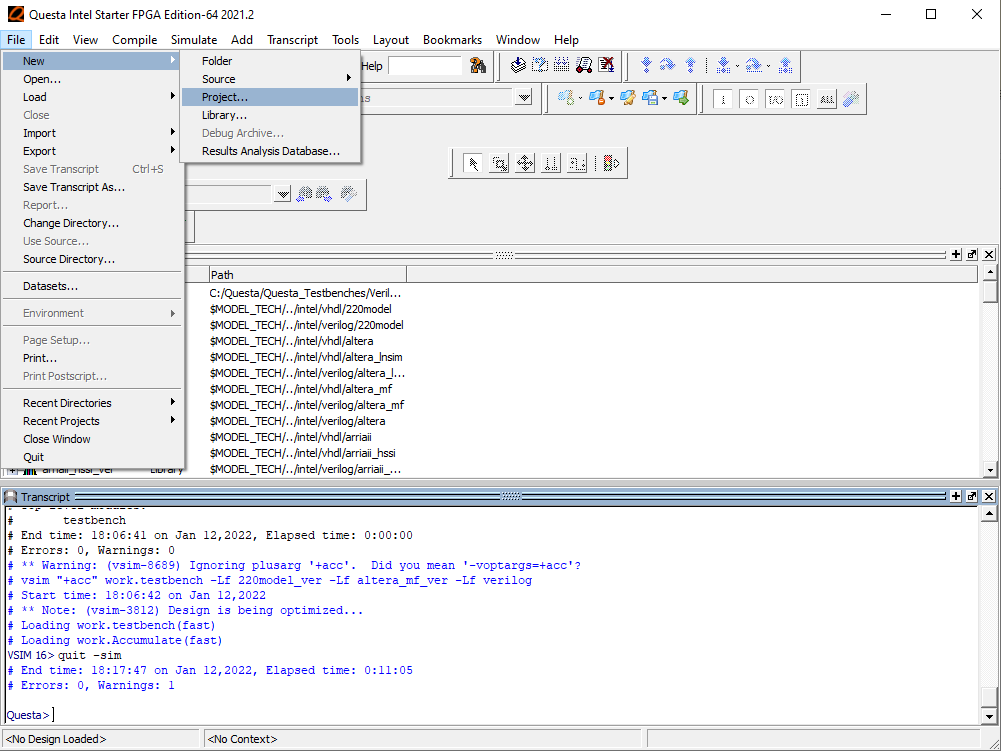 Questa Intel Starter FPGA Edition-64 2021.2
File Edit View Compile Simulate Add Transcript Tools Layout Bookmarks Window Help
New
Open...
Load
Close
Import
Export
Save Transcript Ctrl+S
Save Transcript As...
Report...
Change Directory...
Use Source...
Source Directory...
Datasets...
Environment
Page Setup...
Print...
Print Postscript...
Recent Directories
Recent Projects
Close Window
Quit
Folder
Source
Project...
Library...
Debug Archive...
Results Analysis Database...
Help
ALL
Path
C:/Questa/Questa_Testbenches/Veril...
$MODEL_TECH/../intel/vhdl/220model
$MODEL_TECH/../intel/verilog/220model
$MODEL_TECH/../intel/vhdl/altera
$MODEL_TECH/../intel/vhdl/altera_lnsim
$MODEL_TECH/../intel/verilog/altera_l...
$MODEL_TECH/../intel/vhdl/altera_mf
$MODEL_TECH/../intel/verilog/altera_mf
$MODEL_TECH/../intel/verilog/altera
$MODEL_TECH/../intel/vhdl/arriaii
$MODEL_TECH/../intel/vhdl/arriaii_hssi
arriaii_hssi_ver Library $MODEL_TECH/../intel/verilog/arriaii_...
Transcript
# Top level modules:
# testbench
# End time: 18:06:41 on Jan 12,2022, Elapsed time: 0:00:00
# Errors: 0, Warnings: 0
# ** Warning: (vsim-8689) Ignoring plusarg '+acc'.  Did you mean '-voptargs=+acc'?
# vsim "+acc" work.testbench -Lf 220model_ver -Lf altera_mf_ver -Lf verilog
# Start time: 18:06:42 on Jan 12,2022
# ** Note: (vsim-3812) Design is being optimized...
# Loading work.testbench(fast)
# Loading work.Accumulate(fast)
VSIM 16> quit -sim
# End time: 18:17:47 on Jan 12,2022, Elapsed time: 0:11:05
# Errors: 0, Warnings: 1
Questa>
<No Design Loaded> <No Context>